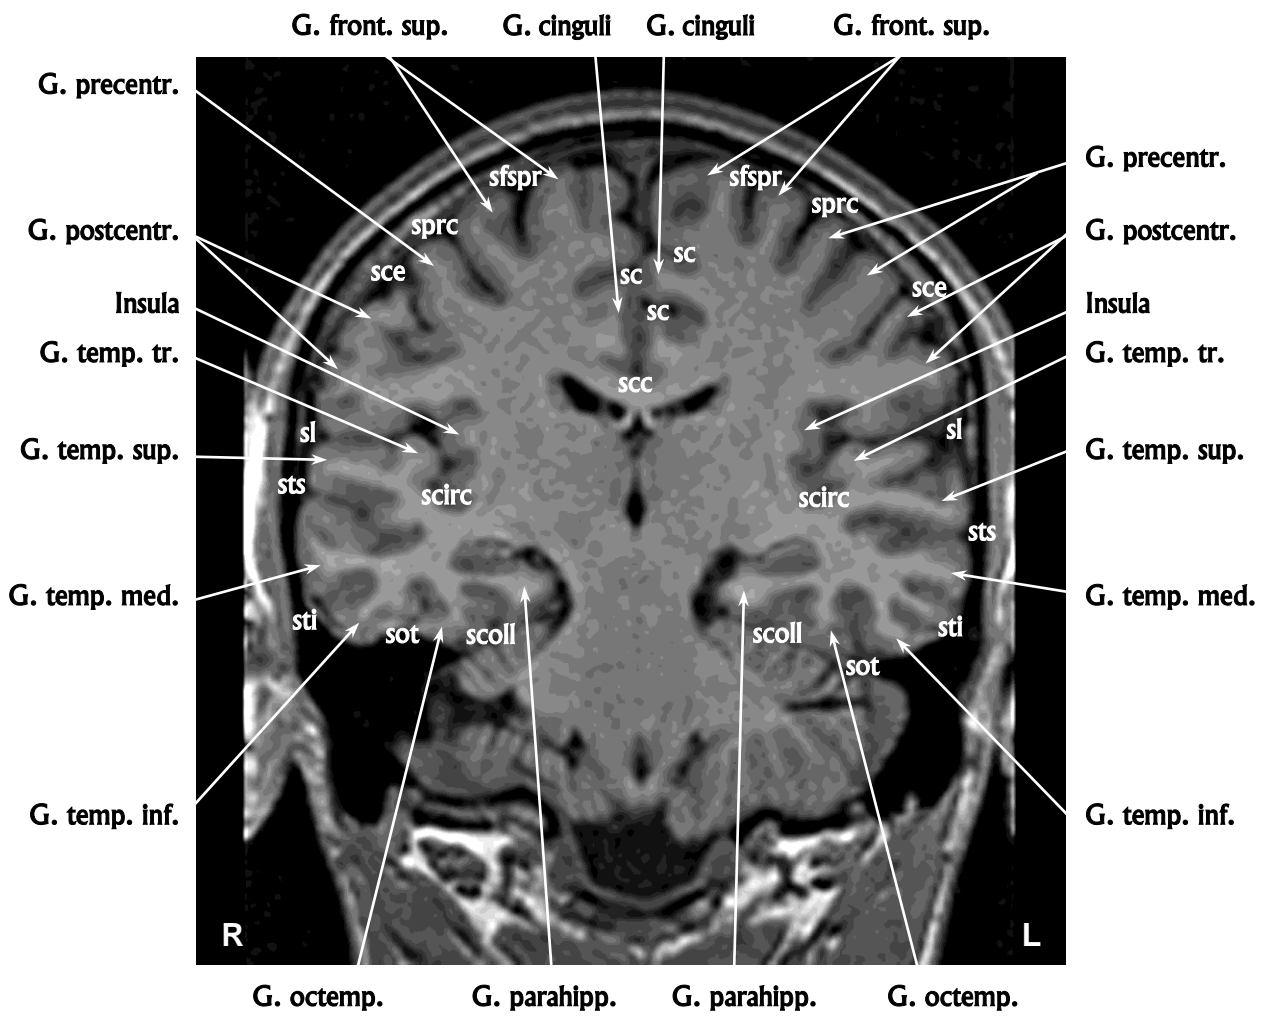 G. front. sup. G. cinguli G. cinguli G. front. sup.
G. precentr.
G. precentr.
sfspr sfspr
sprc sprc
G. postcentr. G. postcentr.
sc
sce sc sce
Insula sc Insula
G. temp. tr. G. temp. tr.
scc
sl sl
G. temp. sup. G. temp. sup.
sts scirc scirc
sts
G. temp. med. G. temp. med.
sti sot scoll scoll sti
sot
G. temp. inf. G. temp. inf.
R L
G. octemp. G. parahipp. G. parahipp. G. octemp.